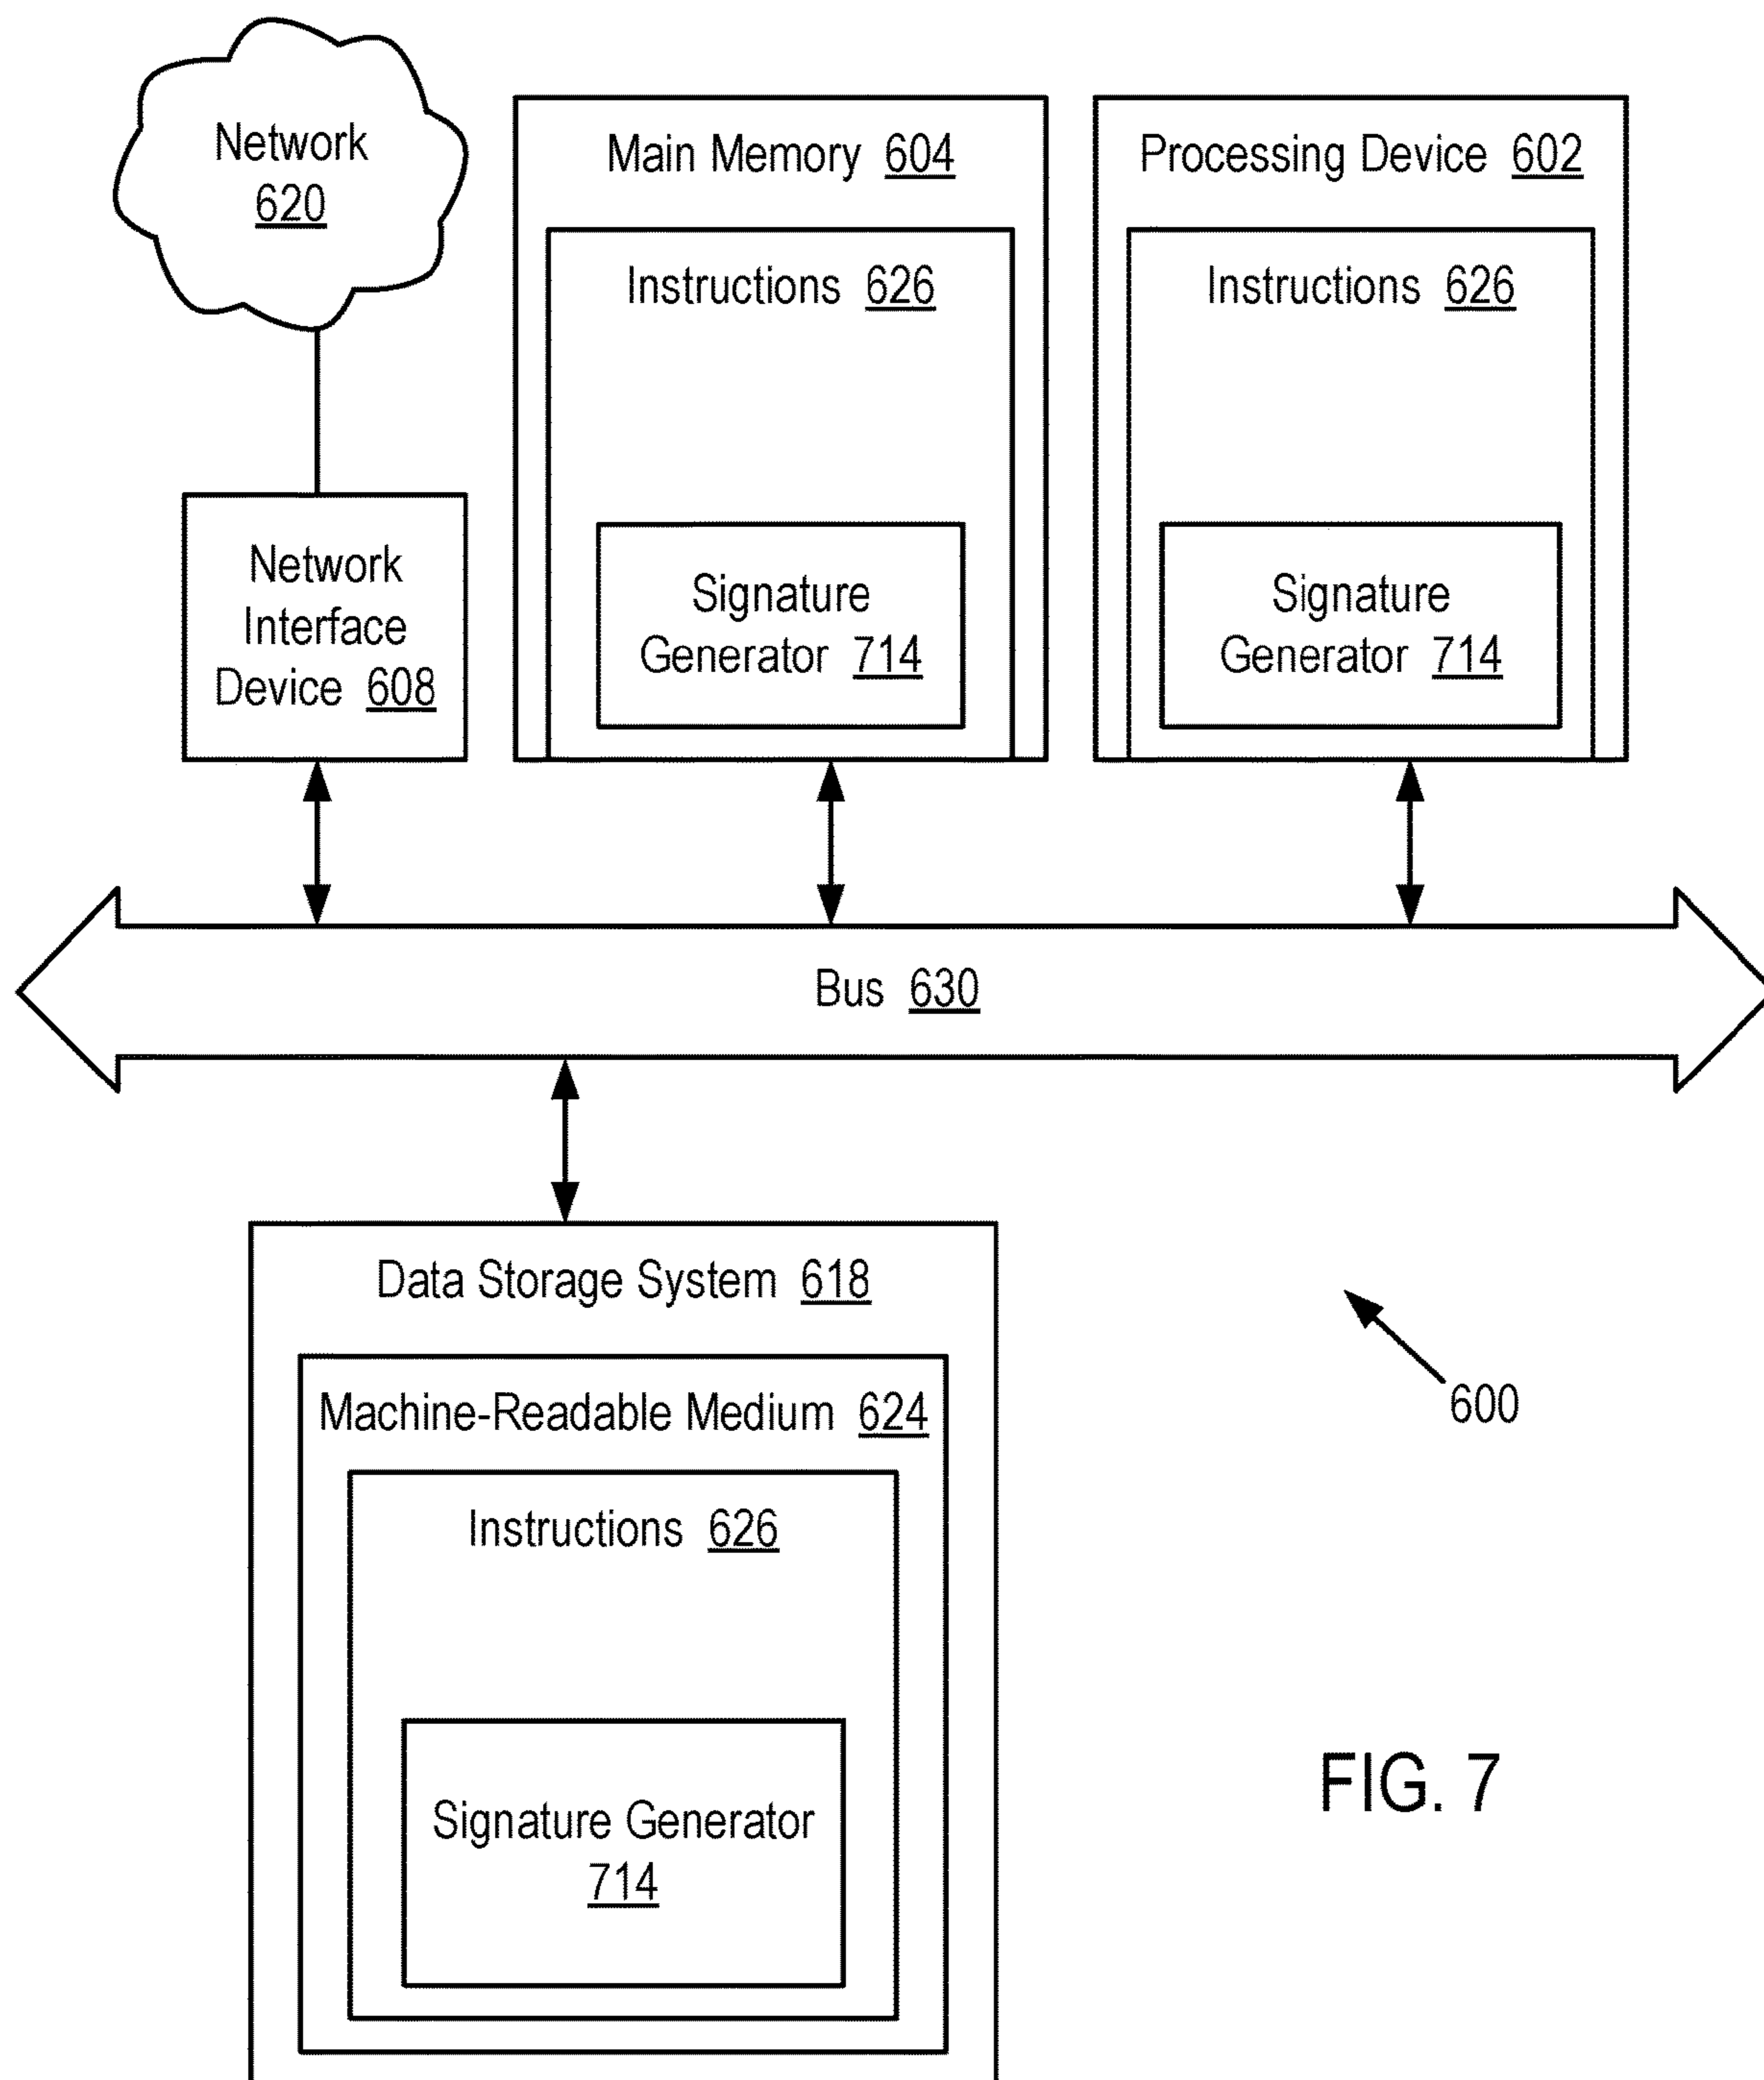 Network
620
Main Memory 604
Processing Device 602
Instructions 626
Instructions 626
Network
Interface
Device 608
Signature
Generator 714
Signature
Generator 714
Bus 630
Data Storage System 618
Machine-Readable Medium 624
Instructions 626
Signature Generator
714
600
FIG. 7